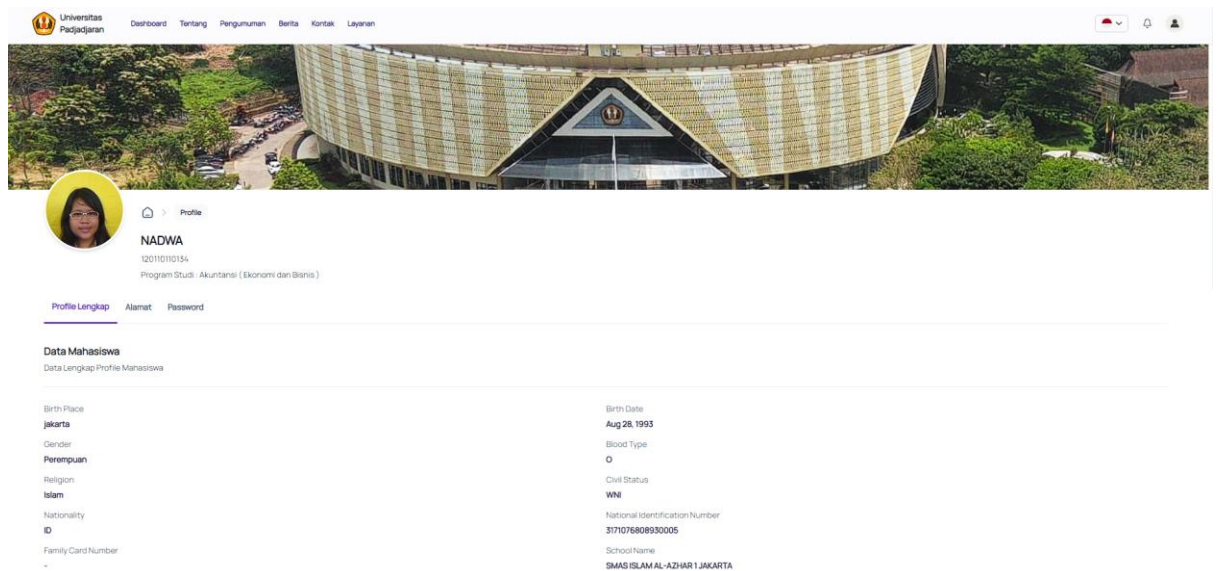 Universitas
Padjadjaran
Dashboard Tentang Pengumuman Berita Kontak Layanan
Profile
NADWA
120110110134
Program Studi : Akuntansi ( Ekonomi dan Bisnis )
Profile Lengkap Alamat Password
Data Mahasiswa
Data Lengkap Profile Mahasiswa
Birth Place Birth Date
jakarta Aug 28, 1993
Gender Blood Type
Perempuan O
Religion Civil Status
Islam WNI
Nationality National Identification Number
ID 3171076808930005
Family Card Number School Name
- SMAS ISLAM AL-AZHAR 1 JAKARTA